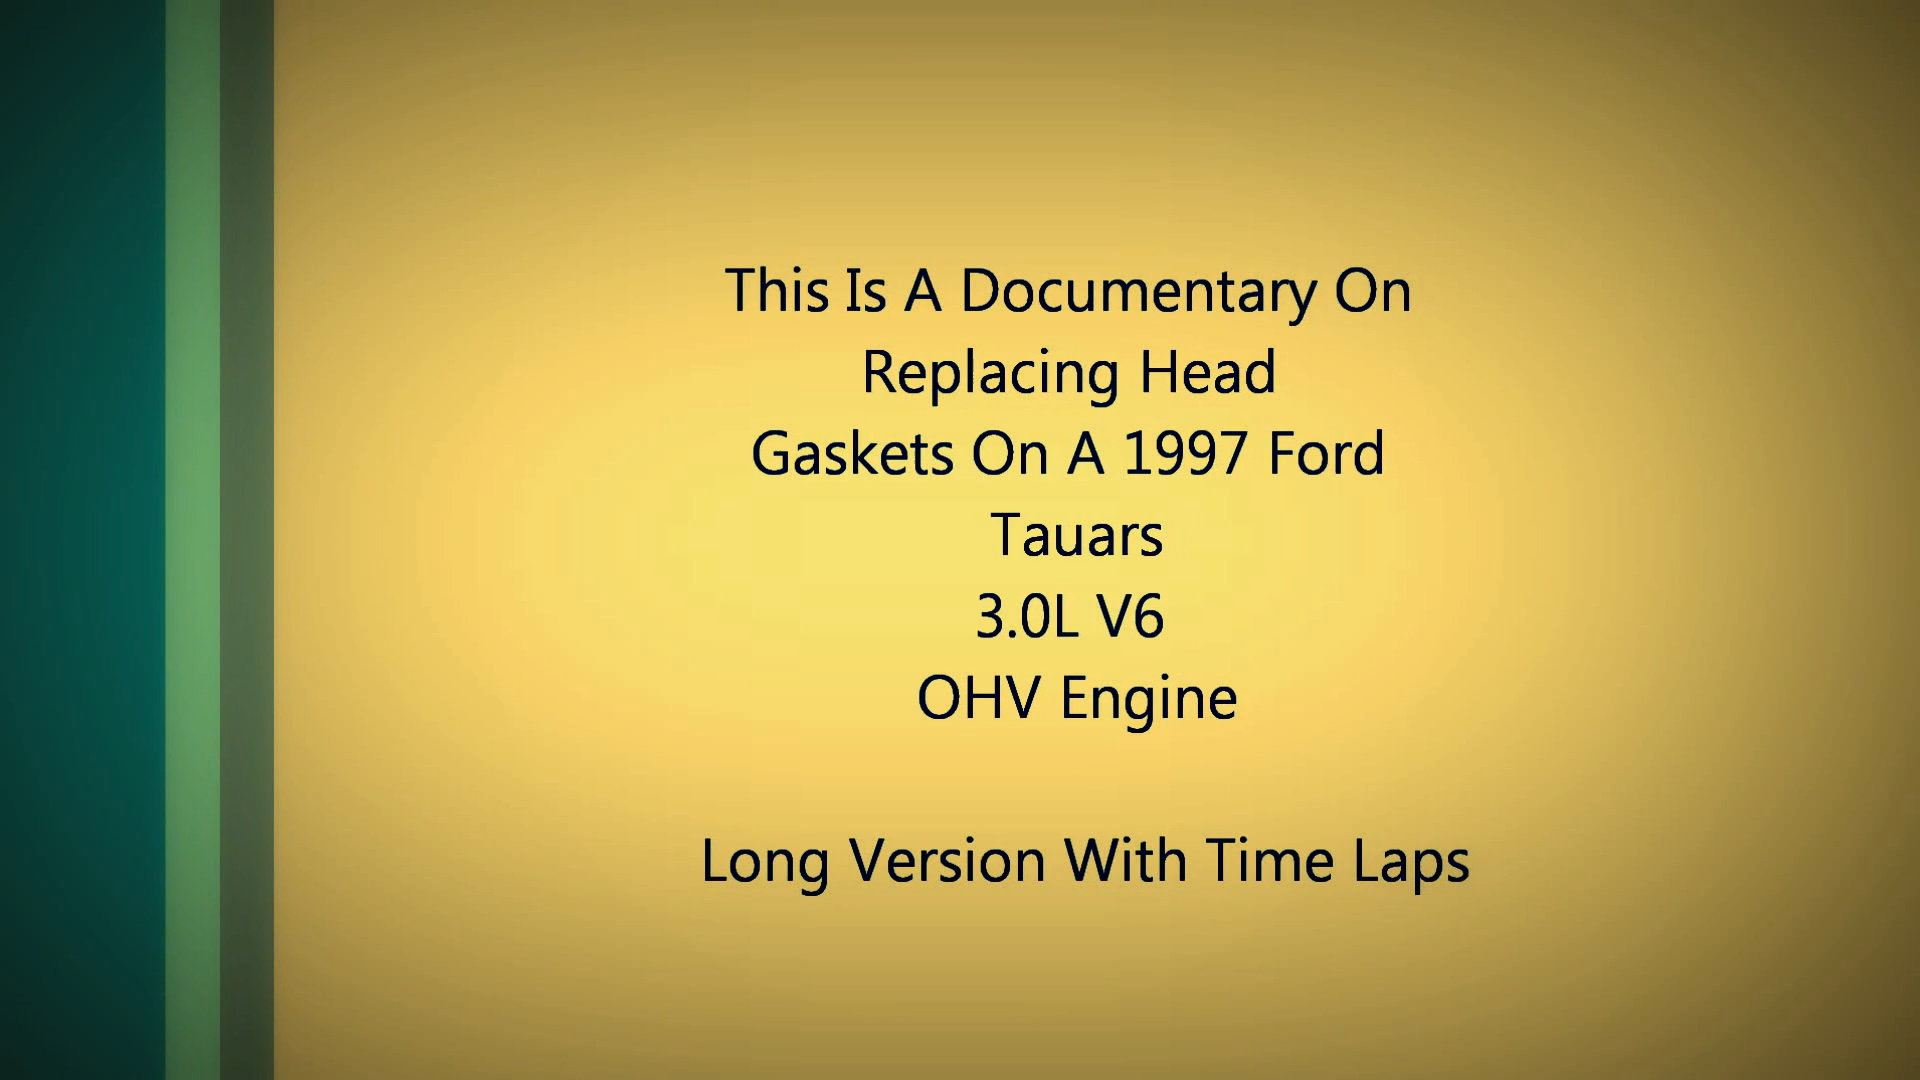 This Is A Documentary On
Replacing Head
Gaskets On A 1997 Ford
Tauars
3.0L V6
OHV Engine
Long Version With Time Laps